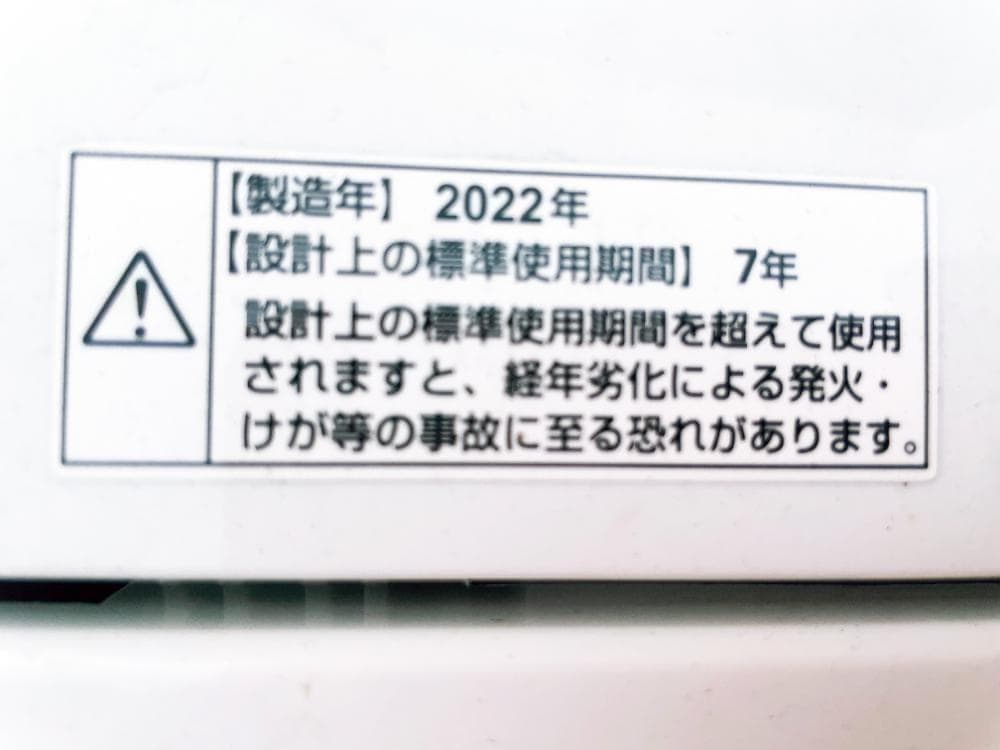 【製造年】 2022年
【設計上の標準使用期間】 7年
設計上の標準使用期間を超えて使用
されますと、経年劣化による発火・
けが等の事故に至る恐れがあります。